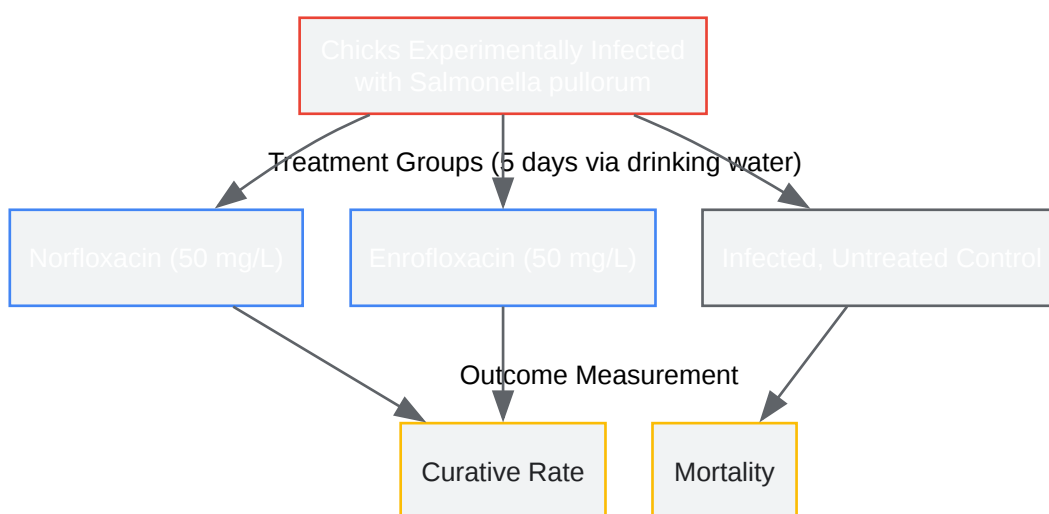 Chicks Experimentally Infected
with Salmonella pullorum
Treatment Groups (5 days via drinking water)
Norfloxacin (50 mg/L)
Enrofloxacin (50 mg/L)
Infected, Untreated Control
Outcome Measurement
Curative Rate
Mortality